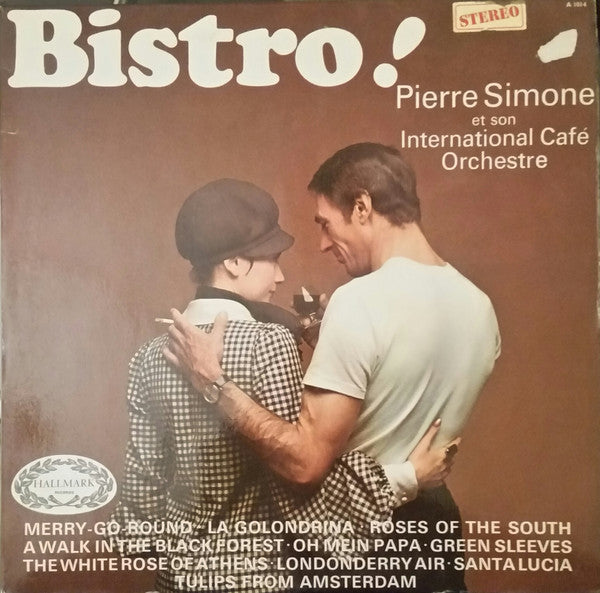 A 1014
STEREO
Bistro!
Pierre Simone
et son
International Café
Orchestre
HALLMARK
RECORDS
MERRY-GO-ROUND · LA GOLONDRINA · ROSES OF THE SOUTH
A WALK IN THE BLACK FOREST · OH MEIN PAPA · GREEN SLEEVES
THE WHITE ROSE OF ATHENS · LONDONDERRY AIR · SANTA LUCIA
TULIPS FROM AMSTERDAM